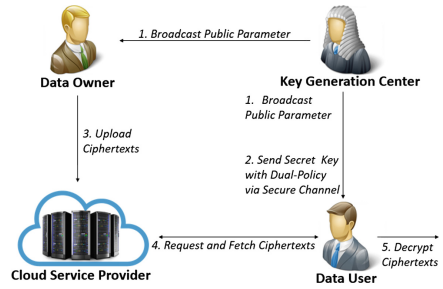 1. Broadcast Public Parameter
Data Owner
Key Generation Center
1. Broadcast
Public Parameter
3. Upload
Ciphertexts
2. Send Secret Key
with Dual-Policy
via Secure Channel
4. Request and Fetch Ciphertexts
5. Decrypt
Ciphertexts
Cloud Service Provider
Data User